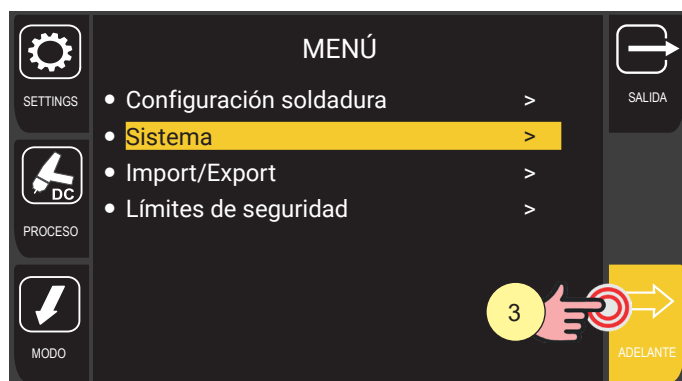 MENÚ
SETTINGS
• Configuración soldadura >
SALIDA
• Sistema >
• Import/Export >
DC
• Límites de seguridad >
PROCESO
3
MODO
ADELANTE